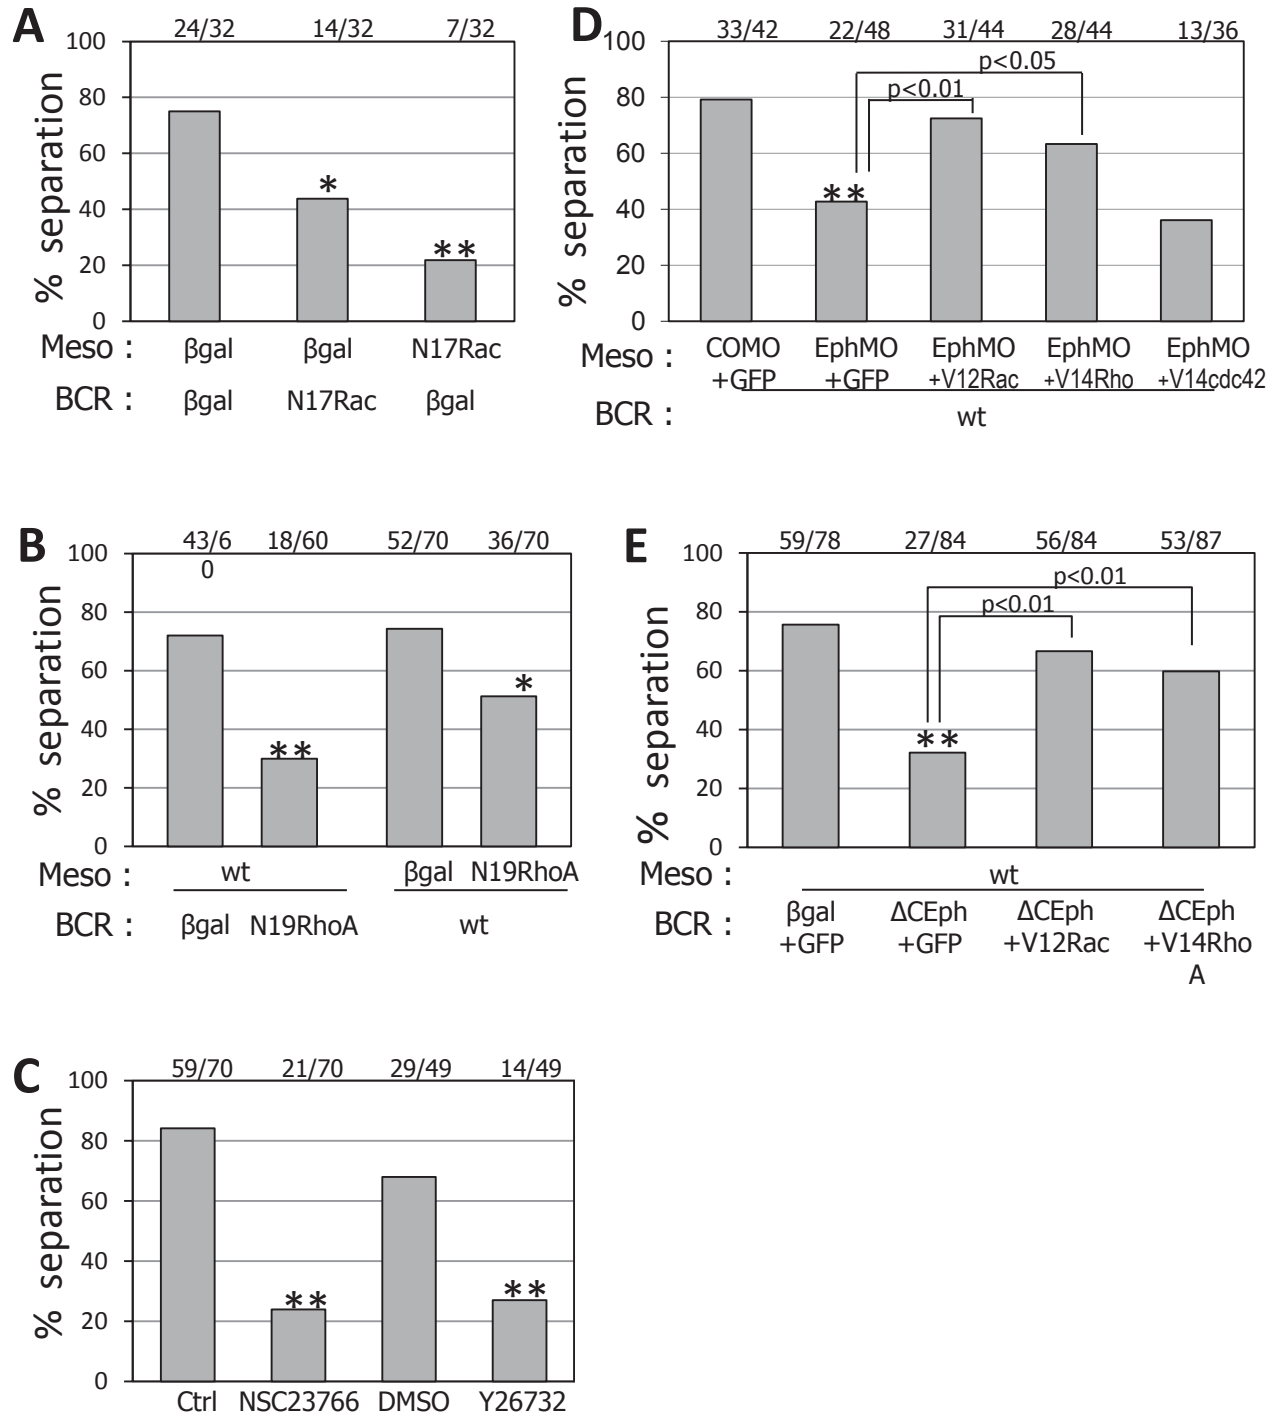 A
24/32 14/32 7/32
100
80
60
40
20
0
% separation
*
**
Meso : βgal βgal N17Rac
BCR : βgal N17Rac βgal
D
33/42 22/48 31/44 28/44 13/36
100
80
60
40
20
0
% separation
p<0.05
p<0.01
**
Meso : COMO EphMO EphMO EphMO EphMO
+GFP +GFP +V12Rac +V14Rho +V14cdc42
BCR : wt
B
43/6 18/60 52/70 36/70
0
100
80
60
40
20
0
% separation
**
*
Meso : wt βgal N19RhoA
BCR : βgal N19RhoA wt
E
59/78 27/84 56/84 53/87
100
80
60
40
20
0
% separation
p<0.01
p<0.01
**
Meso : wt
BCR : βgal ΔCEph ΔCEph ΔCEph
+GFP +GFP +V12Rac +V14Rho
A
C
59/70 21/70 29/49 14/49
100
80
60
40
20
0
% separation
**
**
Ctrl NSC23766 DMSO Y26732